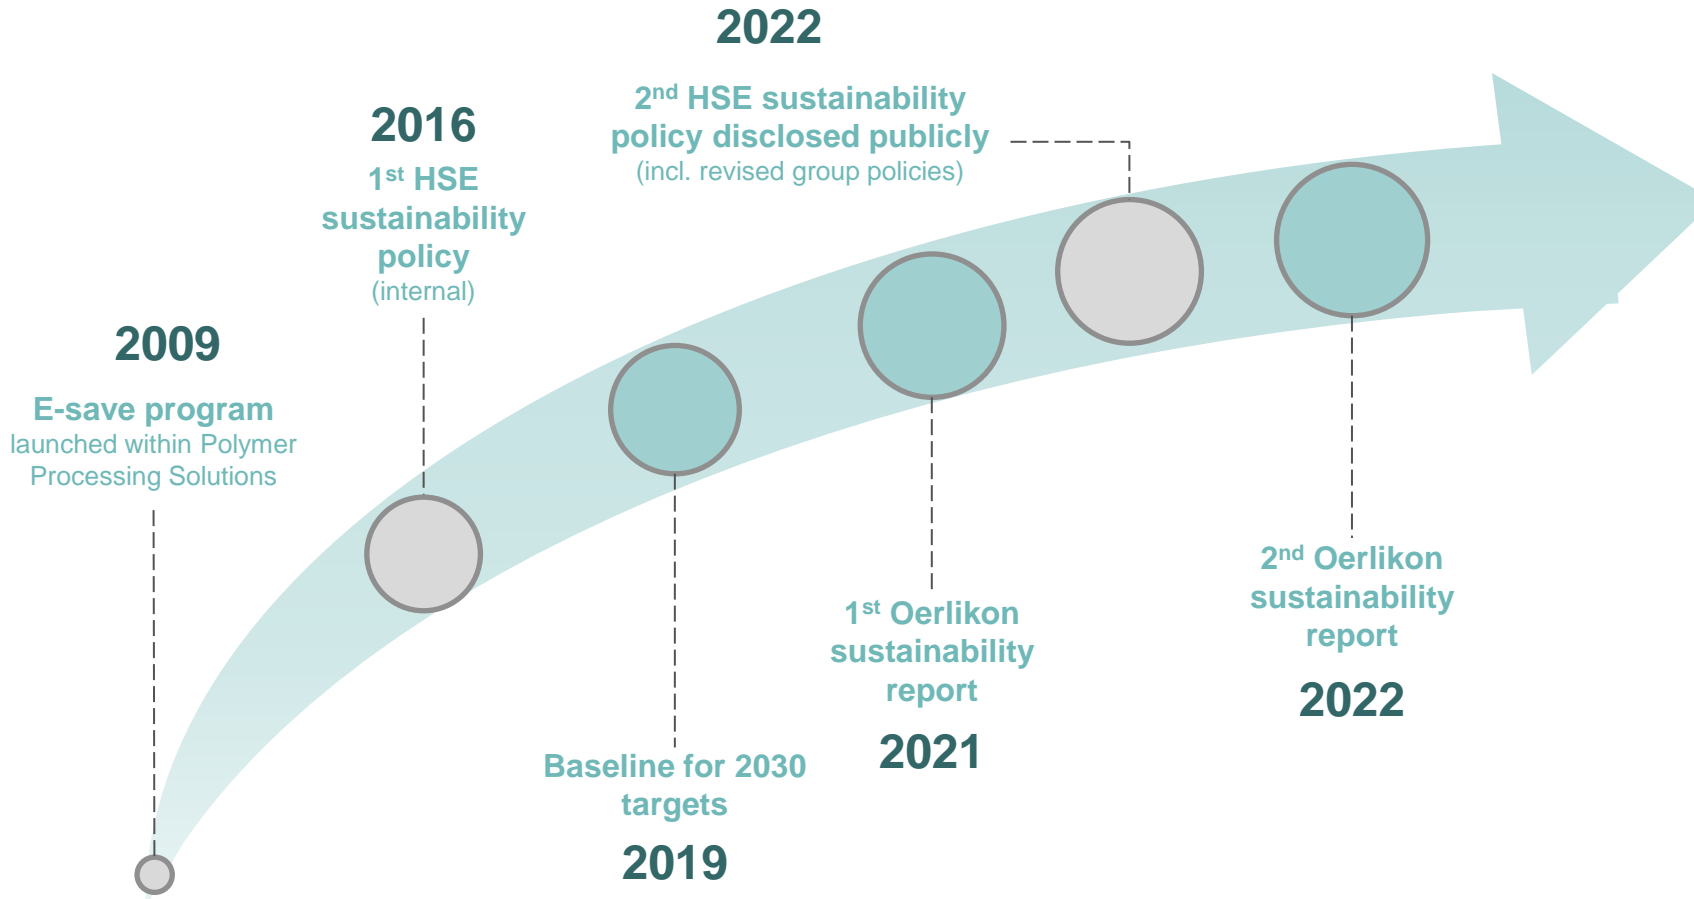 2009
E-save program
launched within Polymer
Processing Solutions
2016
1st HSE
sustainability
policy
(internal)
Baseline for 2030
targets
2019
1st Oerlikon
sustainability
report
2021
2022
2nd HSE sustainability
policy disclosed publicly
(incl. revised group policies)
2nd Oerlikon
sustainability
report
2022